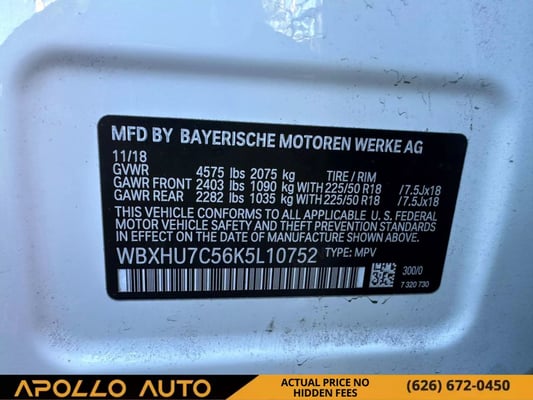 MFD BY BAYERISCHE MOTOREN WERKE AG
11/18
GVWR 4575 lbs 2075 kg TIRE / RIM
GAWR FRONT 2403 lbs 1090 kg WITH 225/50 R18 /7.5Jx18
GAWR REAR 2282 lbs 1035 kg WITH 225/50 R18 /7.5Jx18
THIS VEHICLE CONFORMS TO ALL APPLICABLE U. S. FEDERAL
MOTOR VEHICLE SAFETY AND THEFT PREVENTION STANDARDS
IN EFFECT ON THE DATE OF MANUFACTURE SHOWN ABOVE.
WBXHU7C56K5L10752 TYPE: MPV
300/0
7 320 730
APOLLO AUTO ACTUAL PRICE NO HIDDEN FEES (626) 672-0450